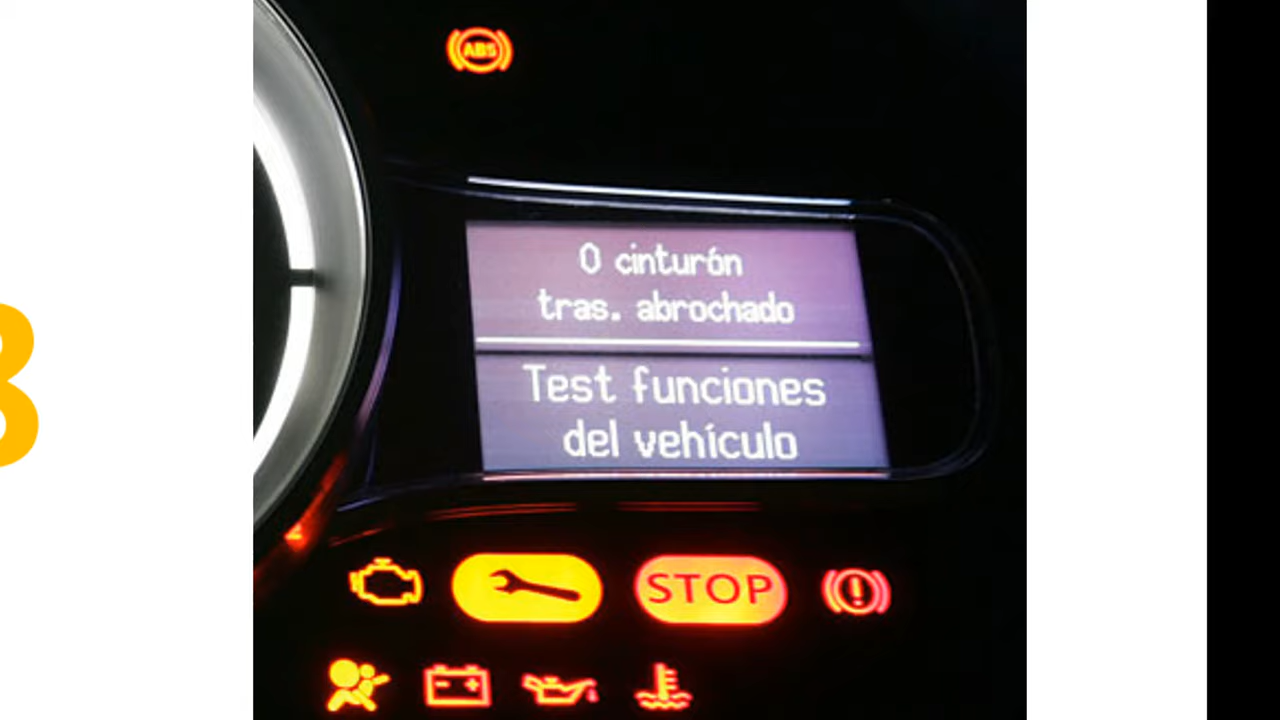 ABS
0 cinturón
tras. abrochado
Test funciones
del vehículo
STOP